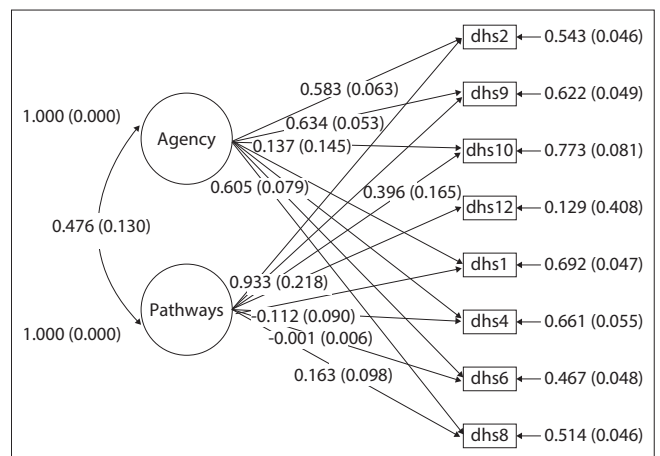 dhs2 0.543 (0.046)
0.583 (0.063)
dhs9 0.622 (0.049)
1.000 (0.000)
0.634 (0.053)
Agency
0.137 (0.145)
dhs10 0.773 (0.081)
0.605 (0.079)
0.396 (0.165)
dhs12 0.129 (0.408)
0.476 (0.130)
dhs1 0.692 (0.047)
0.933 (0.218)
Pathways
-0.112 (0.090)
dhs4 0.661 (0.055)
1.000 (0.000)
-0.001 (0.006)
0.163 (0.098)
dhs6 0.467 (0.048)
dhs8 0.514 (0.046)